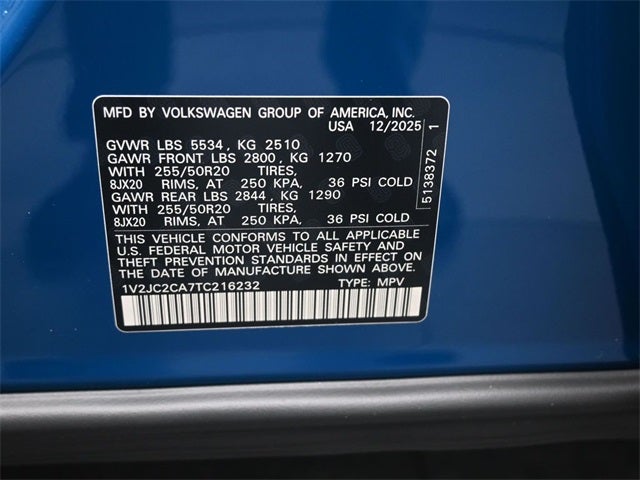 MFD BY VOLKSWAGEN GROUP OF AMERICA, INC.
USA 12/2025
GVWR LBS 5534, KG 2510
GAWR FRONT LBS 2800, KG 1270
WITH 255/50R20 TIRES,
8JX20 RIMS, AT 250 KPA, 36 PSI COLD
GAWR REAR LBS 2844, KG 1290
WITH 255/50R20 TIRES,
8JX20 RIMS, AT 250 KPA, 36 PSI COLD
THIS VEHICLE CONFORMS TO ALL APPLICABLE
U.S. FEDERAL MOTOR VEHICLE SAFETY AND
THEFT PREVENTION STANDARDS IN EFFECT ON
THE DATE OF MANUFACTURE SHOWN ABOVE.
1V2JC2CA7TC216232 TYPE: MPV
5138372 1